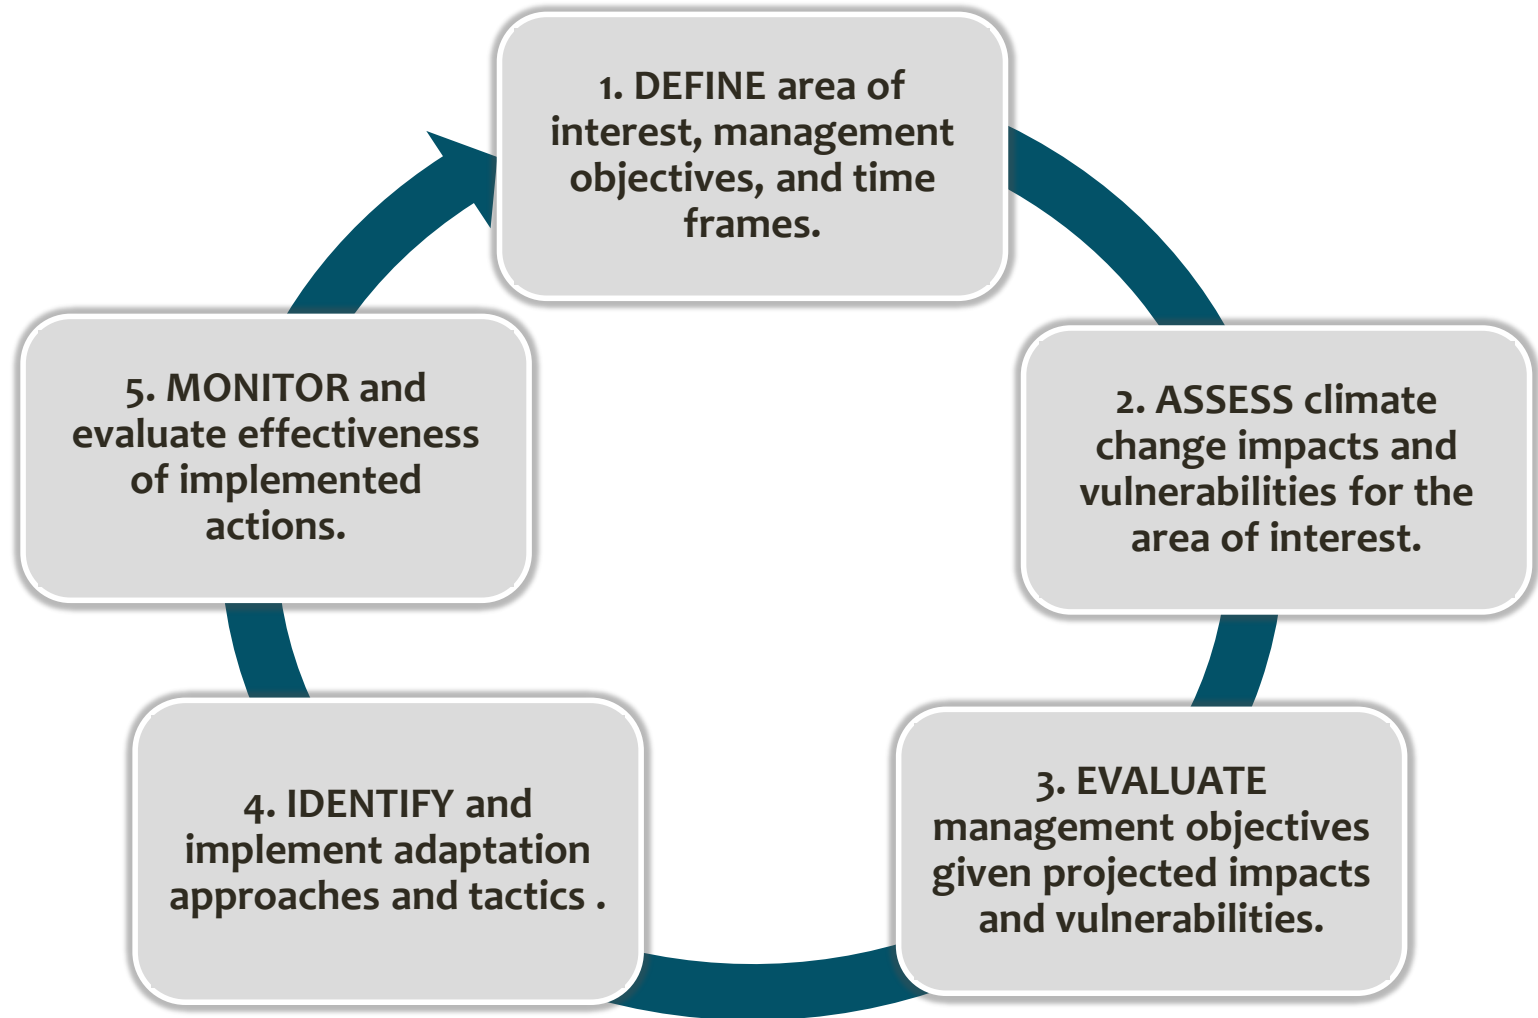 1. DEFINE area of
interest, management
objectives, and time
frames.
2. ASSESS climate
change impacts and
vulnerabilities for the
area of interest.
3. EVALUATE
management objectives
given projected impacts
and vulnerabilities.
4. IDENTIFY and
implement adaptation
approaches and tactics .
5. MONITOR and
evaluate effectiveness
of implemented
actions.